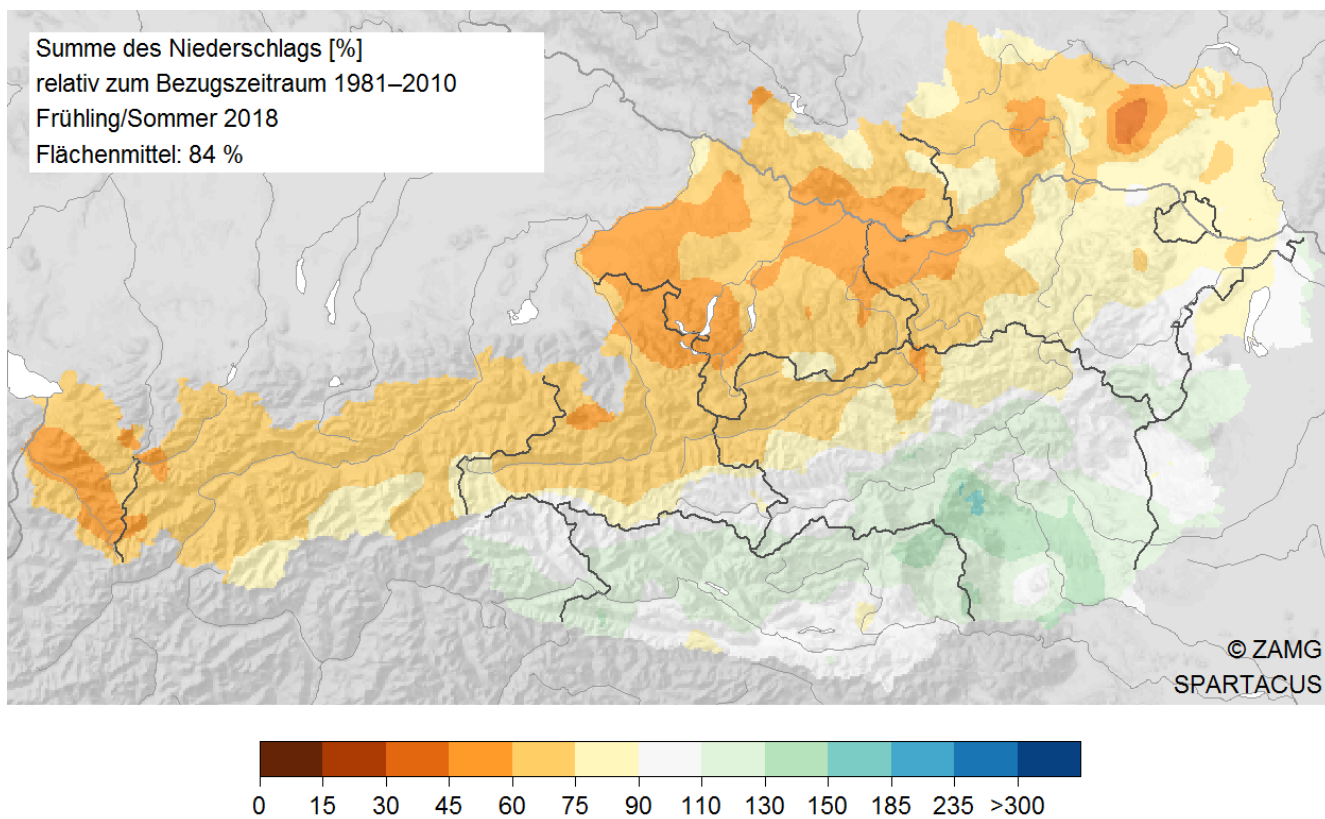 Summe des Niederschlags [%]
relativ zum Bezugszeitraum 1981–2010
Frühling/Sommer 2018
Flächenmittel: 84 %
© ZAMG
SPARTACUS
0 15 30 45 60 75 90 110 130 150 185 235 >300